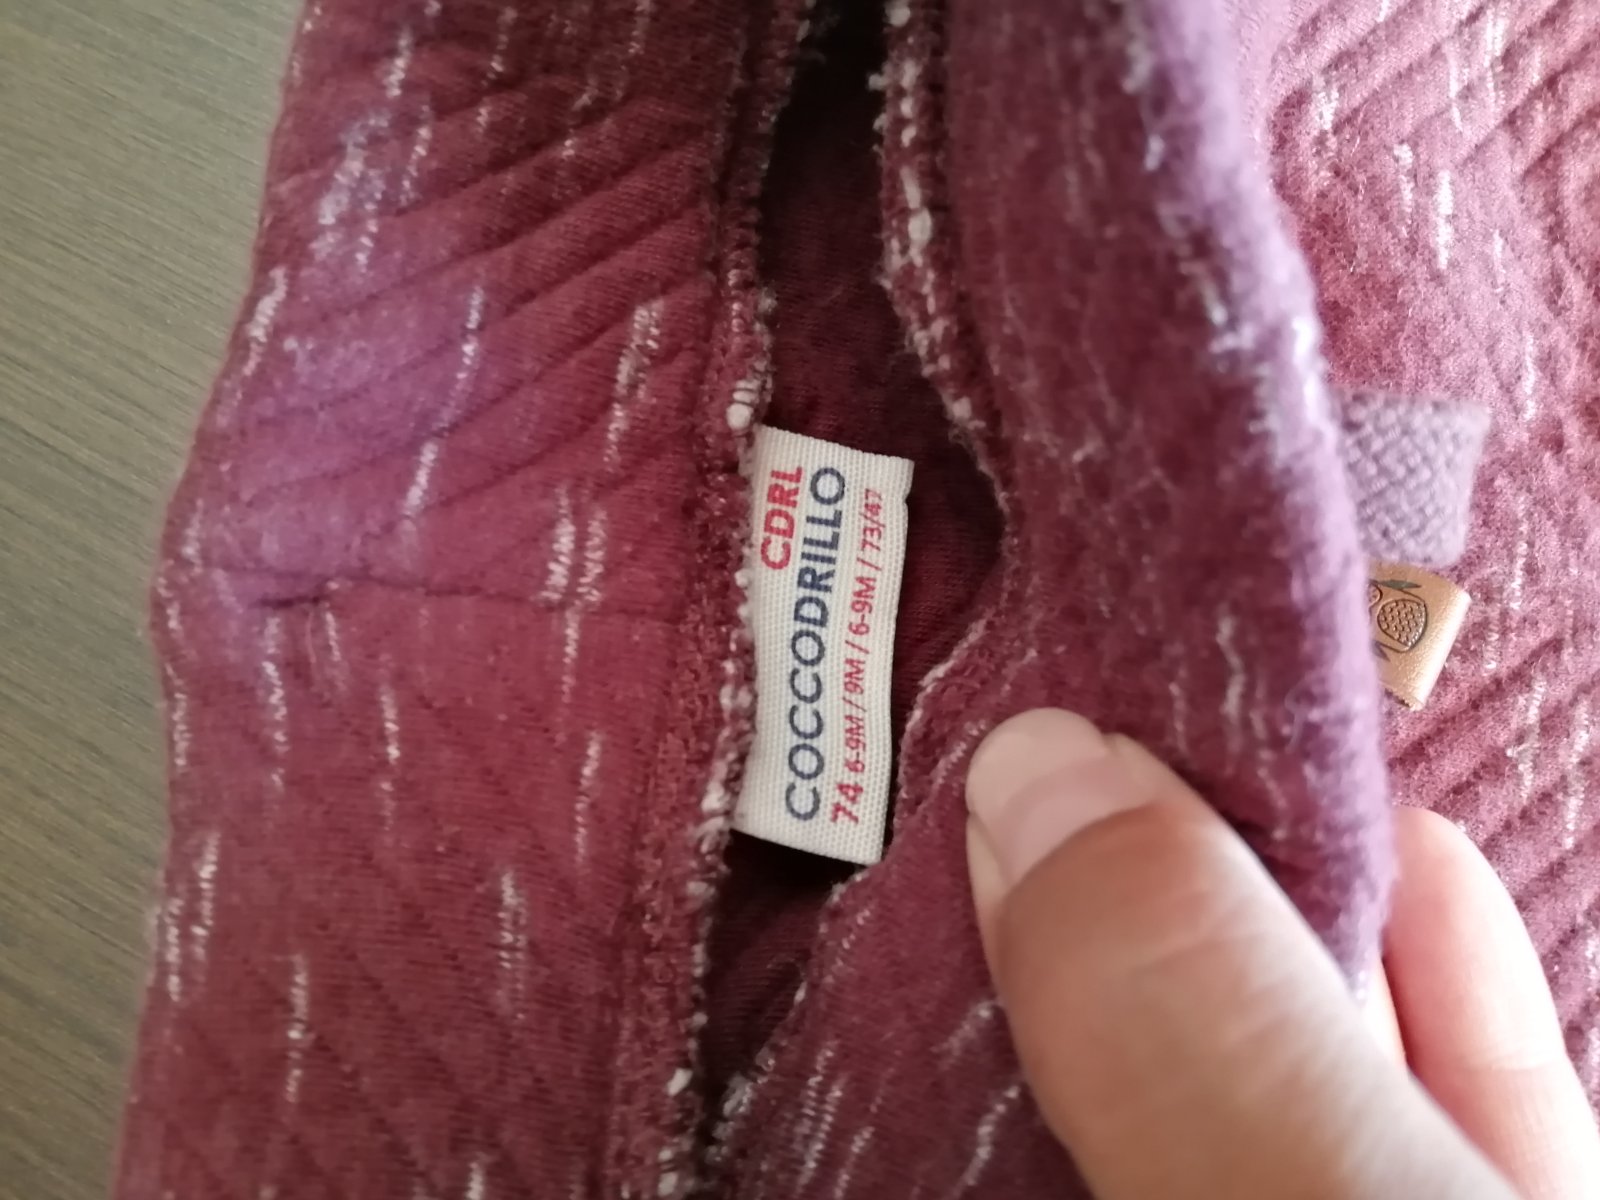 CDRL
COCCODRILLO
74 6-9M / 9M / 6-9M / 73/47